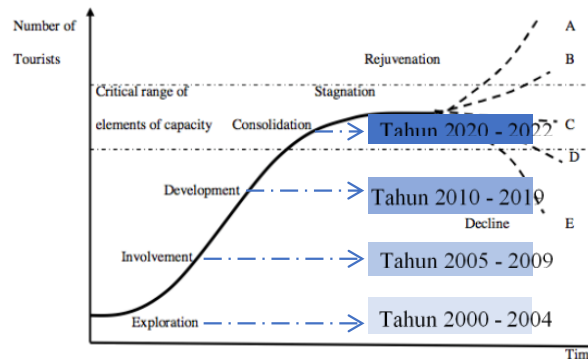 Number of
Tourists
A
B
Rejuvenation
Critical range of
elements of capacity
Stagnation
Consolidation
C
Tahun 2020 - 2022
D
Development
Tahun 2010 - 2019
Decline
E
Involvement
Tahun 2005 - 2009
Exploration
Tahun 2000 - 2004